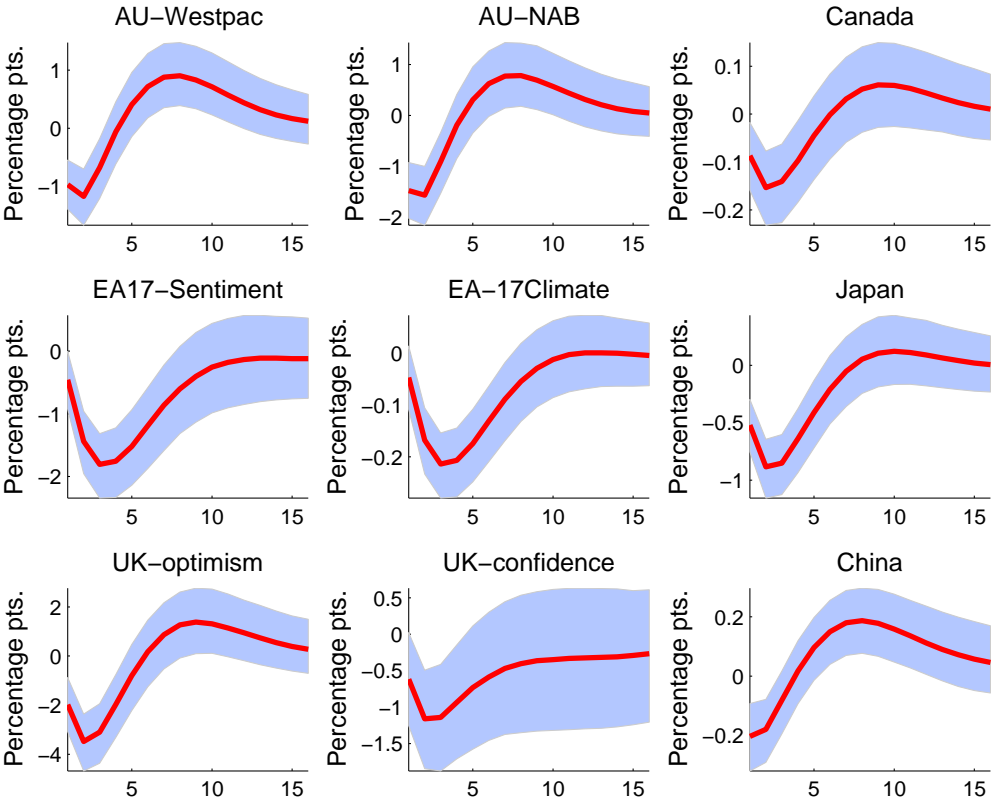 AU−Westpac
Percentage pts.
1
0
−1
5 10 15
AU−NAB
Percentage pts.
1
0
−1
−2
5 10 15
Canada
Percentage pts.
0.1
0
−0.1
−0.2
5 10 15
EA17−Sentiment
Percentage pts.
0
−1
−2
5 10 15
EA−17Climate
Percentage pts.
0
−0.1
−0.2
5 10 15
Japan
Percentage pts.
0
−0.5
−1
5 10 15
UK−optimism
Percentage pts.
2
0
−2
−4
5 10 15
UK−confidence
Percentage pts.
0.5
0
−0.5
−1
−1.5
5 10 15
China
Percentage pts.
0.2
0
−0.2
5 10 15